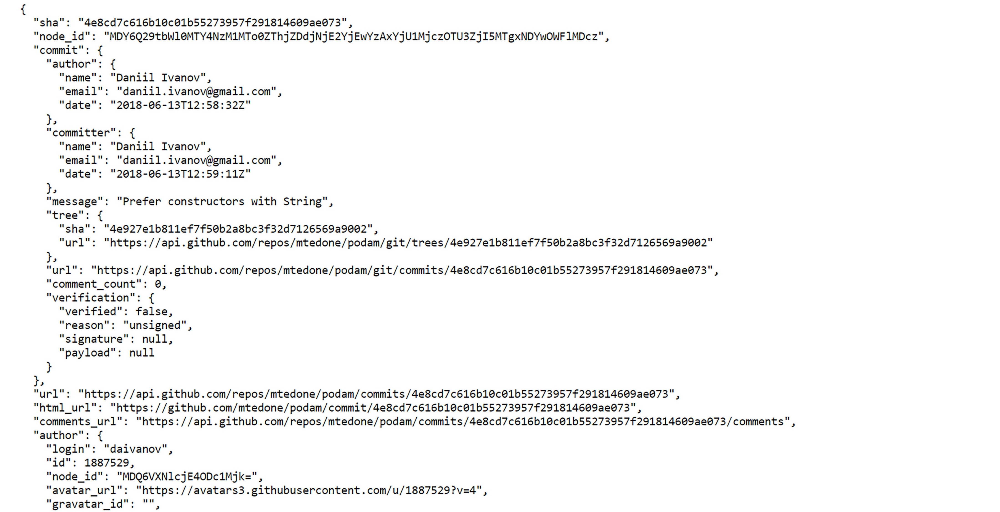 {
"sha": "4e8cd7c616b10c01b55273957f291814609ae073",
"node_id": "MDY6Q29tbWl0MTY4NzM1MTo0ZThjZDdjNjE2YjEwYzAxYjU1MjczOTU3ZjI5MTgxNDYwOWFlMDcz",
"commit": {
"author": {
"name": "Daniil Ivanov",
"email": "daniil.ivanov@gmail.com",
"date": "2018-06-13T12:58:32Z"
},
"committer": {
"name": "Daniil Ivanov",
"email": "daniil.ivanov@gmail.com",
"date": "2018-06-13T12:59:11Z"
},
"message": "Prefer constructors with String",
"tree": {
"sha": "4e927e1b811ef7f50b2a8bc3f32d7126569a9002",
"url": "https://api.github.com/repos/mtedone/podam/git/trees/4e927e1b811ef7f50b2a8bc3f32d7126569a9002"
},
"url": "https://api.github.com/repos/mtedone/podam/git/commits/4e8cd7c616b10c01b55273957f291814609ae073",
"comment_count": 0,
"verification": {
"verified": false,
"reason": "unsigned",
"signature": null,
"payload": null
}
},
"url": "https://api.github.com/repos/mtedone/podam/commits/4e8cd7c616b10c01b55273957f291814609ae073",
"html_url": "https://github.com/mtedone/podam/commit/4e8cd7c616b10c01b55273957f291814609ae073",
"comments_url": "https://api.github.com/repos/mtedone/podam/commits/4e8cd7c616b10c01b55273957f291814609ae073/comments",
"author": {
"login": "daivanov",
"id": 1887529,
"node_id": "MDQ6VXNlcjE4ODc1Mjk=",
"avatar_url": "https://avatars3.githubusercontent.com/u/1887529?v=4",
"gravatar_id": "",